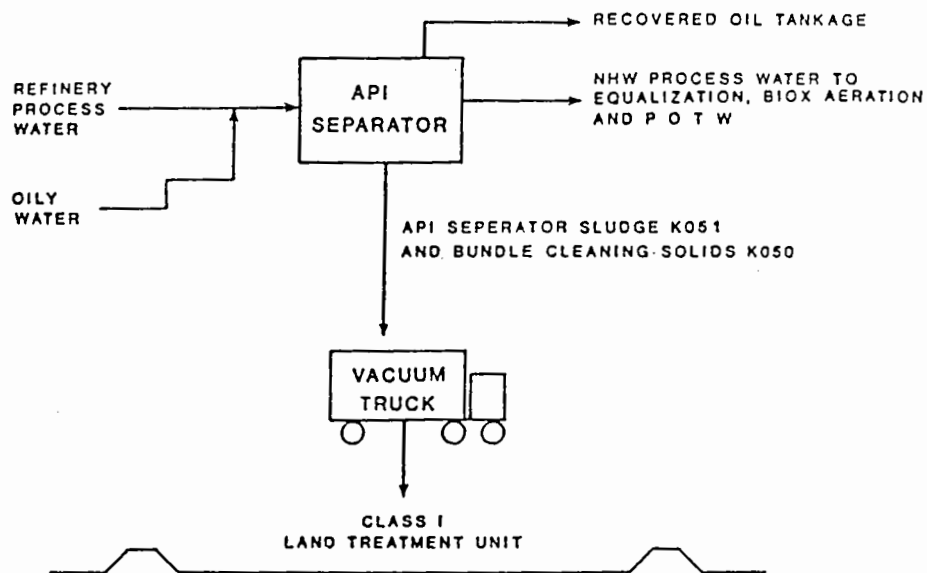 RECOVERED OIL TANKAGE
REFINERY
PROCESS
WATER
API
SEPARATOR
NHW PROCESS WATER TO
EQUALIZATION, BIOX AERATION
AND P O T W
OILY
WATER
API SEPERATOR SLUDGE K051
AND BUNDLE CLEANING SOLIDS K050
VACUUM
TRUCK
CLASS I
LAND TREATMENT UNIT